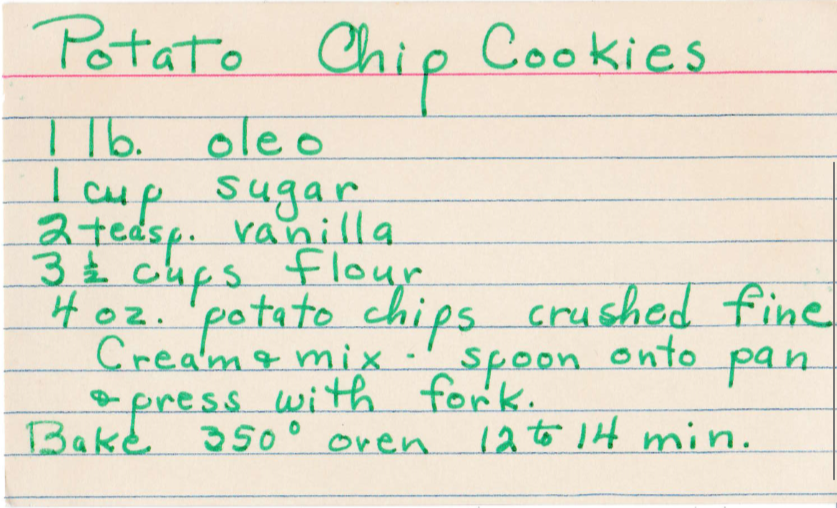 Potato Chip Cookies
1 lb. oleo
1 cup sugar
2 teasp. vanilla
3 ½ cups flour
4 oz. potato chips crushed fine
Cream & mix - spoon onto pan
& press with fork.
Bake 350° oven 12 to 14 min.